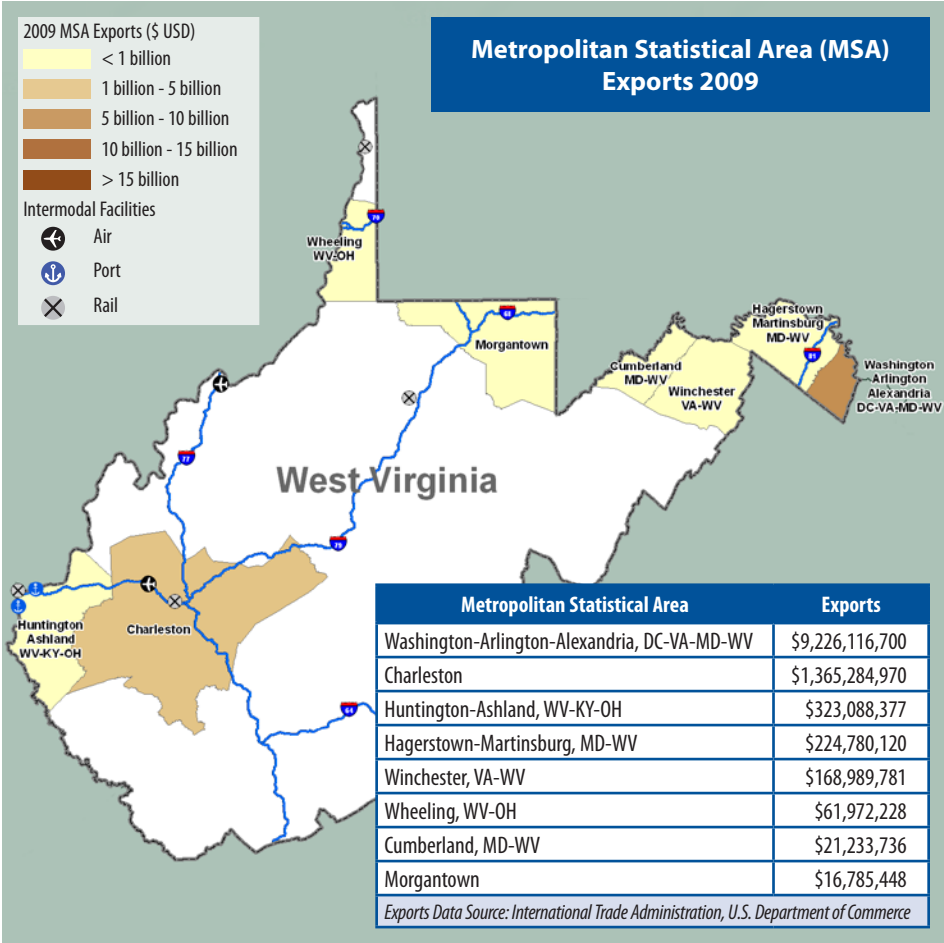 2009 MSA Exports ($ USD)
< 1 billion
1 billion - 5 billion
5 billion - 10 billion
10 billion - 15 billion
> 15 billion
Intermodal Facilities
Air
Port
Rail
Metropolitan Statistical Area (MSA)
Exports 2009
70
Wheeling
WV-OH
68
Morgantown
Hagerstown
Martinsburg
MD-WV
81
Cumberland
MD-WV
Winchester
VA-WV
Washington
Arlington
Alexandria
DC-VA-MD-WV
77
West Virginia
79
Huntington
Ashland
WV-KY-OH
Charleston
64
Metropolitan Statistical Area Exports
Washington-Arlington-Alexandria, DC-VA-MD-WV $9,226,116,700
Charleston $1,365,284,970
Huntington-Ashland, WV-KY-OH $323,088,377
Hagerstown-Martinsburg, MD-WV $224,780,120
Winchester, VA-WV $168,989,781
Wheeling, WV-OH $61,972,228
Cumberland, MD-WV $21,233,736
Morgantown $16,785,448
Exports Data Source: International Trade Administration, U.S. Department of Commerce